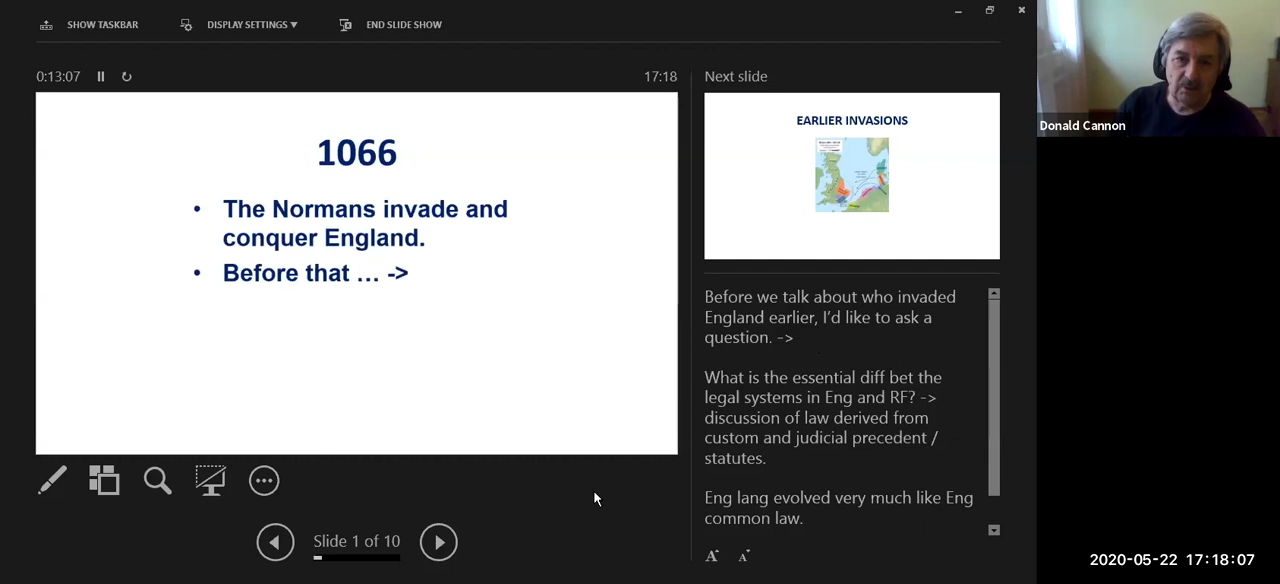 SHOW TASKBAR
DISPLAY SETTINGS ▼
END SLIDE SHOW
0:13:07
17:18
Next slide
1066
• The Normans invade and
conquer England.
• Before that … ->
EARLIER INVASIONS
Before we talk about who invaded
England earlier, I’d like to ask a
question. ->
What is the essential diff bet the
legal systems in Eng and RF? ->
discussion of law derived from
custom and judicial precedent /
statutes.
Eng lang evolved very much like Eng
common law.
Slide 1 of 10
A A
Donald Cannon
2020-05-22 17:18:07